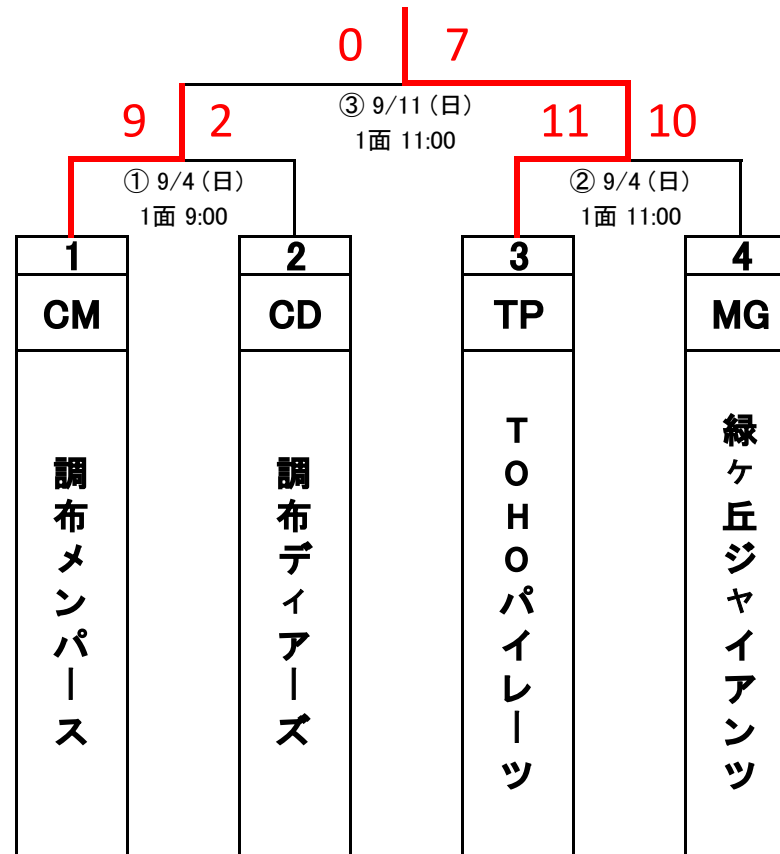 0 7
③ 9/11 (日)
1面 11:00
9 2
11 10
① 9/4 (日)
1面 9:00
② 9/4 (日)
1面 11:00
1
2
3
4
CM
CD
TP
MG
調布メンパース
調布ディアーズ
TOHOパイレーツ
緑ヶ丘ジャイアンツ